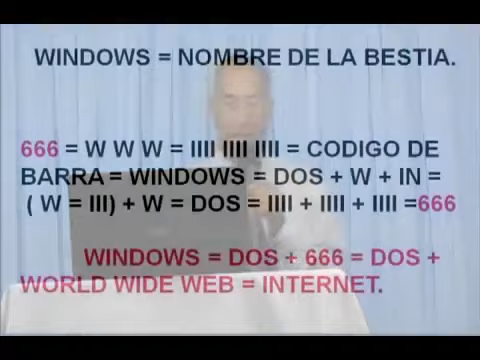 WINDOWS = NOMBRE DE LA BESTIA.
666 = W W W = IIII IIII IIII = CODIGO DE
BARRA = WINDOWS = DOS + W + IN =
( W = III) + W = DOS = IIII + IIII + IIII =666
WINDOWS = DOS + 666 = DOS +
WORLD WIDE WEB = INTERNET.